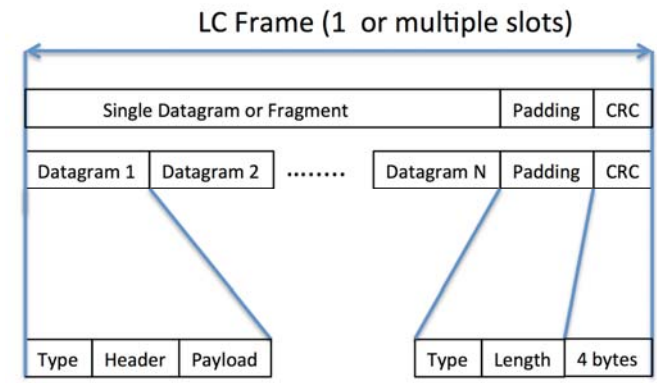 LC Frame (1 or multiple slots)
Single Datagram or Fragment Padding CRC
Datagram 1 Datagram 2 ........ Datagram N Padding CRC
Type Header Payload Type Length 4 bytes